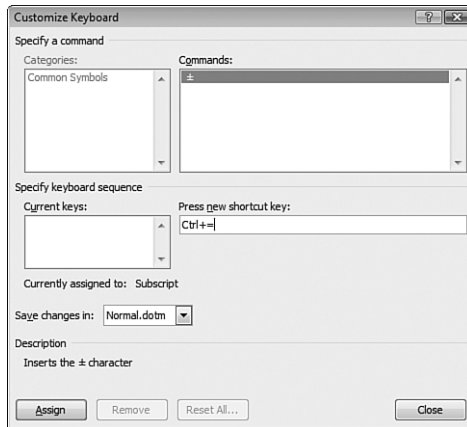 Customize Keyboard
Specify a command
Categories: Commands:
Common Symbols ±
Specify keyboard sequence
Current keys: Press new shortcut key:
Ctrl+=
Currently assigned to: Subscript
Save changes in: Normal.dotm
Description
Inserts the ± character
Assign Remove Reset All... Close